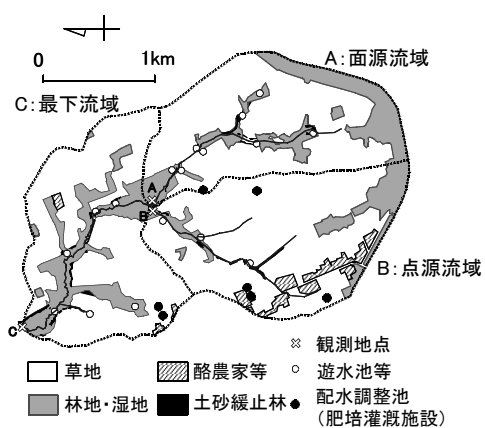 0 1km
A:面源流域
C:最下流域
A
B
B:点源流域
C
観測地点
草地 酪農家等 遊水池等
林地・湿地 土砂緩止林 配水調整池
(肥培灌漑施設)